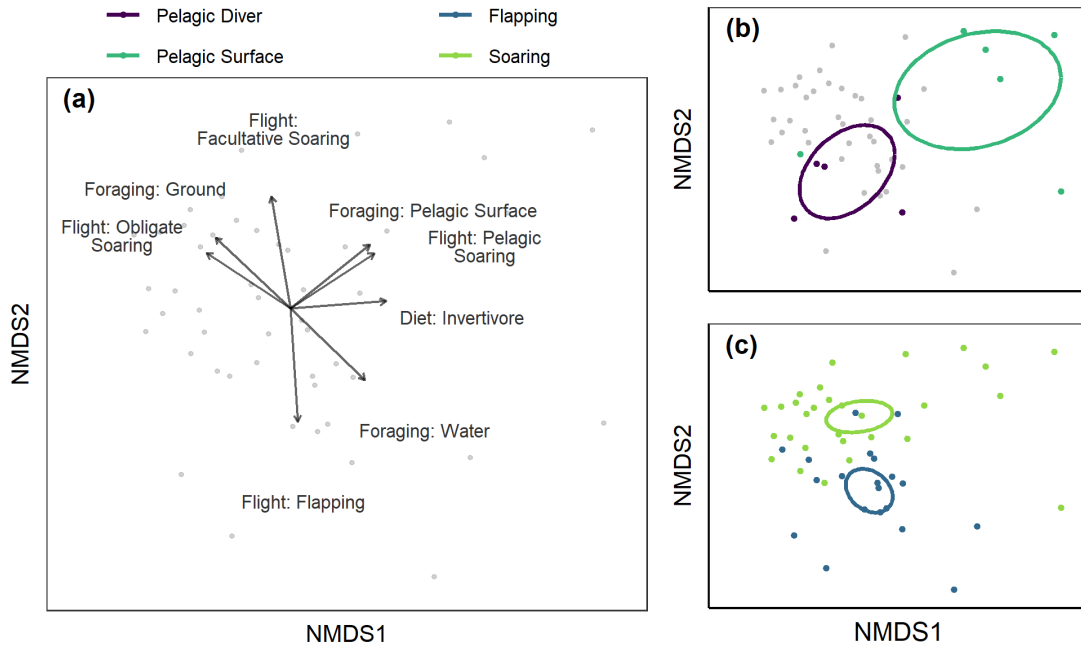 Pelagic Diver
Flapping
Pelagic Surface
Soaring
(a)
Flight:
Facultative Soaring
Foraging: Ground
Flight: Obligate
Soaring
Foraging: Pelagic Surface
Flight: Pelagic
Soaring
Diet: Invertivore
Foraging: Water
Flight: Flapping
NMDS2
NMDS1
(b)
NMDS2
(c)
NMDS2
NMDS1